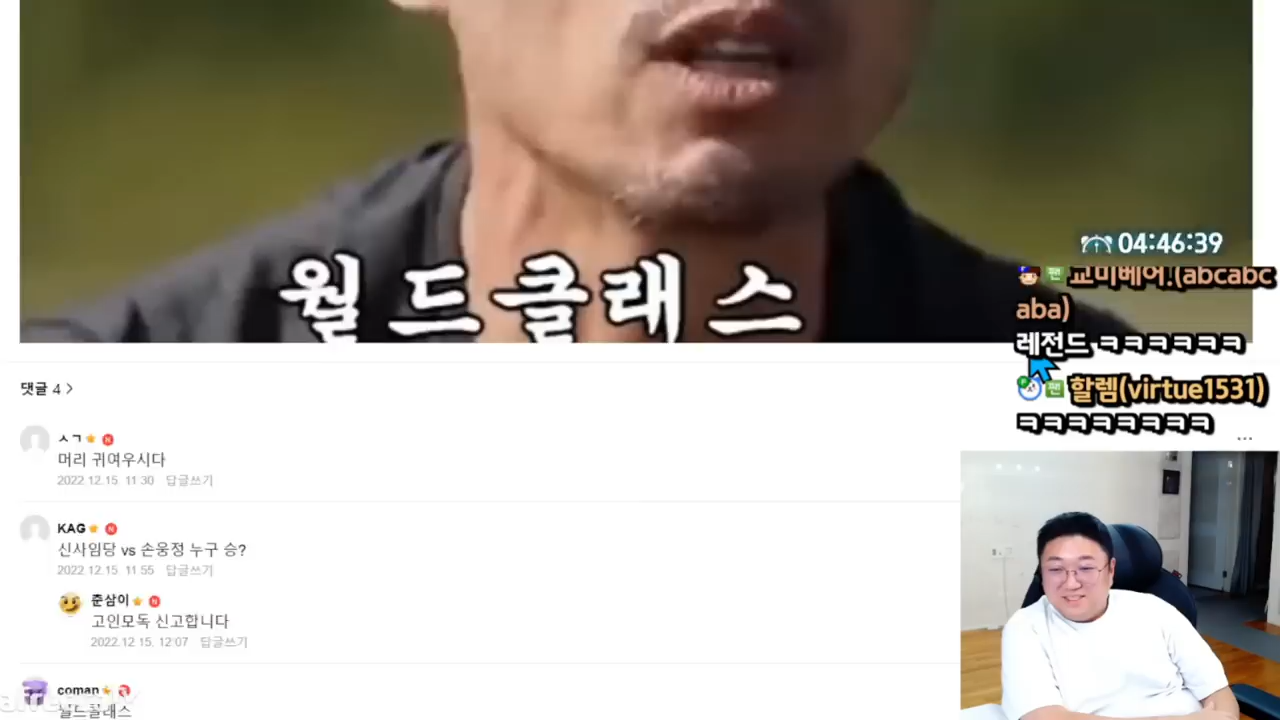 월드클래스
04:46:39
팬 교미베어.(abcabc
aba)
레전드 ㅋㅋㅋㅋㅋㅋ
팬 할렘(virtue1531)
ㅋㅋㅋㅋㅋㅋㅋㅋ
댓글 4 >
ㅅㄱ N
머리 귀여우시다
2022.12.15. 11:30 답글쓰기
KAG N
신사임당 vs 손웅정 누구 승?
2022.12.15. 11:55 답글쓰기
준삼이 N
고인모독 신고합니다
2022.12.15. 12:07 답글쓰기
coman
월드클래스